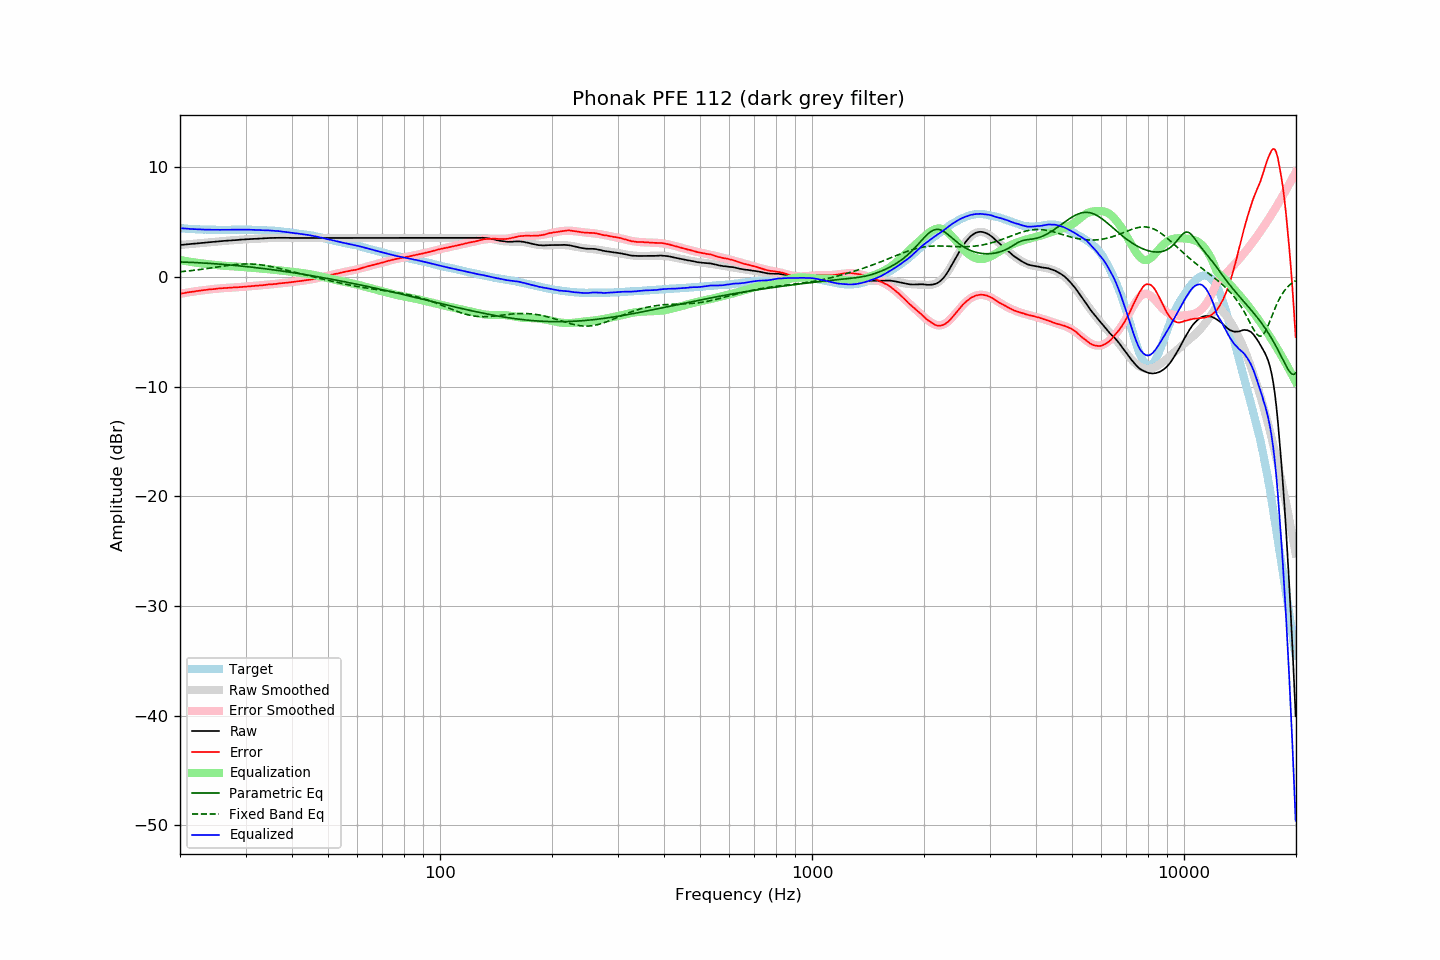 Phonak PFE 112 (dark grey filter)
10
0
−10
−20
−30
−40
−50
Amplitude (dBr)
Target
Raw Smoothed
Error Smoothed
Raw
Error
Equalization
Parametric Eq
Fixed Band Eq
Equalized
100
1000
10000
Frequency (Hz)